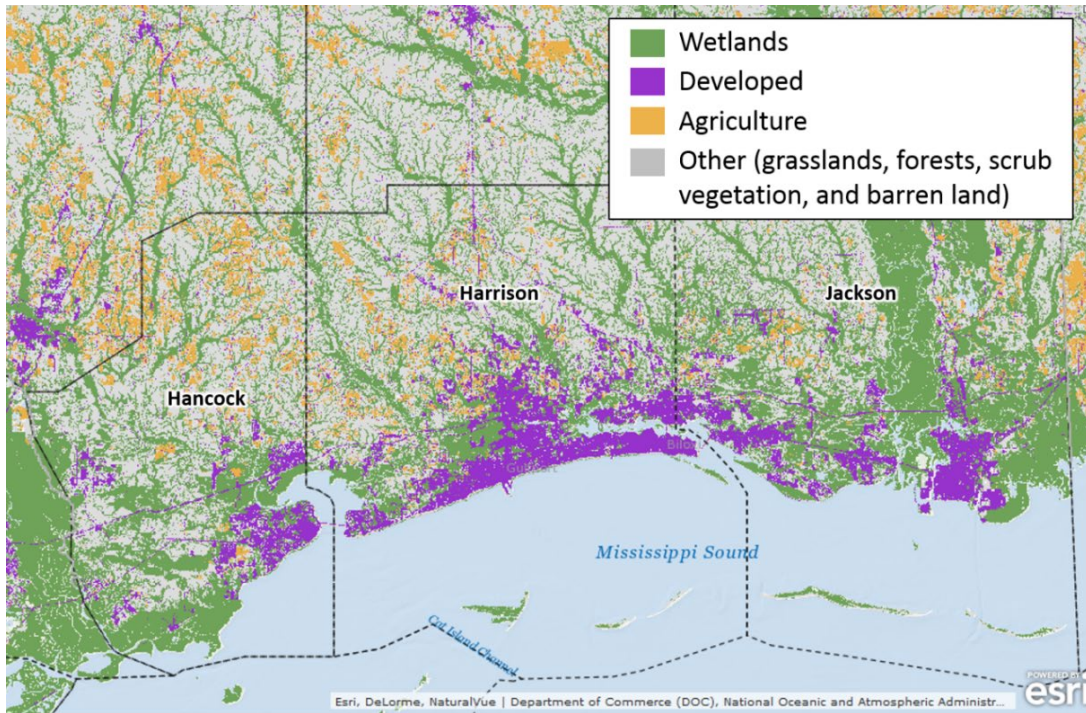 Wetlands
Developed
Agriculture
Other (grasslands, forests, scrub
vegetation, and barren land)
Harrison
Jackson
Hancock
Mississippi Sound
Cat Island Channel
POWERED BY
esri
Esri, DeLorme, NaturalVue | Department of Commerce (DOC), National Oceanic and Atmospheric Administr...